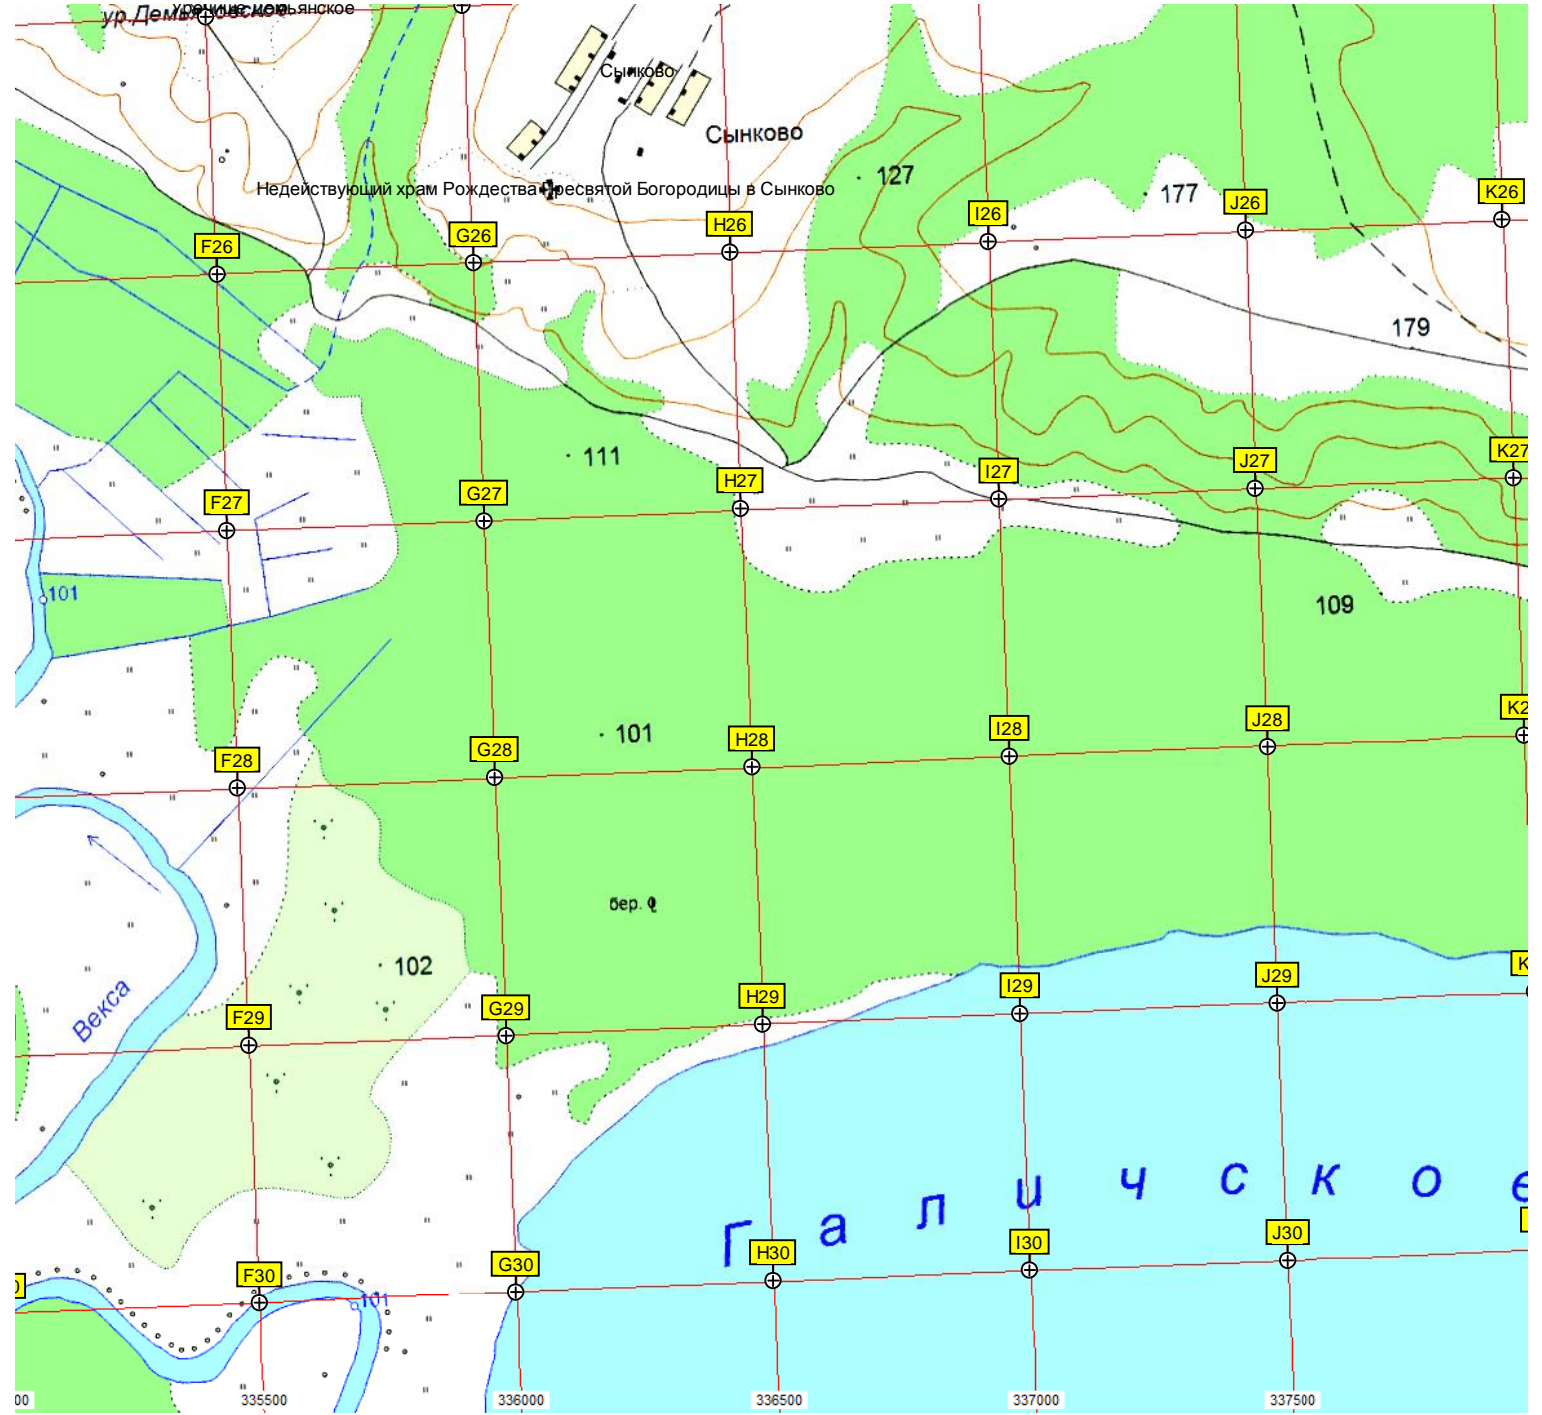 Сынково
Сынково
127
Недействующий храм Рождества Пресвятой Богородицы в Сынково
177
K26
J26
I26
H26
G26
F26
179
111
K27
J27
I27
H27
G27
F27
101
109
101
I28
J28
H28
G28
F28
бер.
102
Векса
J29
I29
H29
G29
F29
Галичское
J30
I30
H30
G30
F30
101
335500
336000
336500
337000
337500